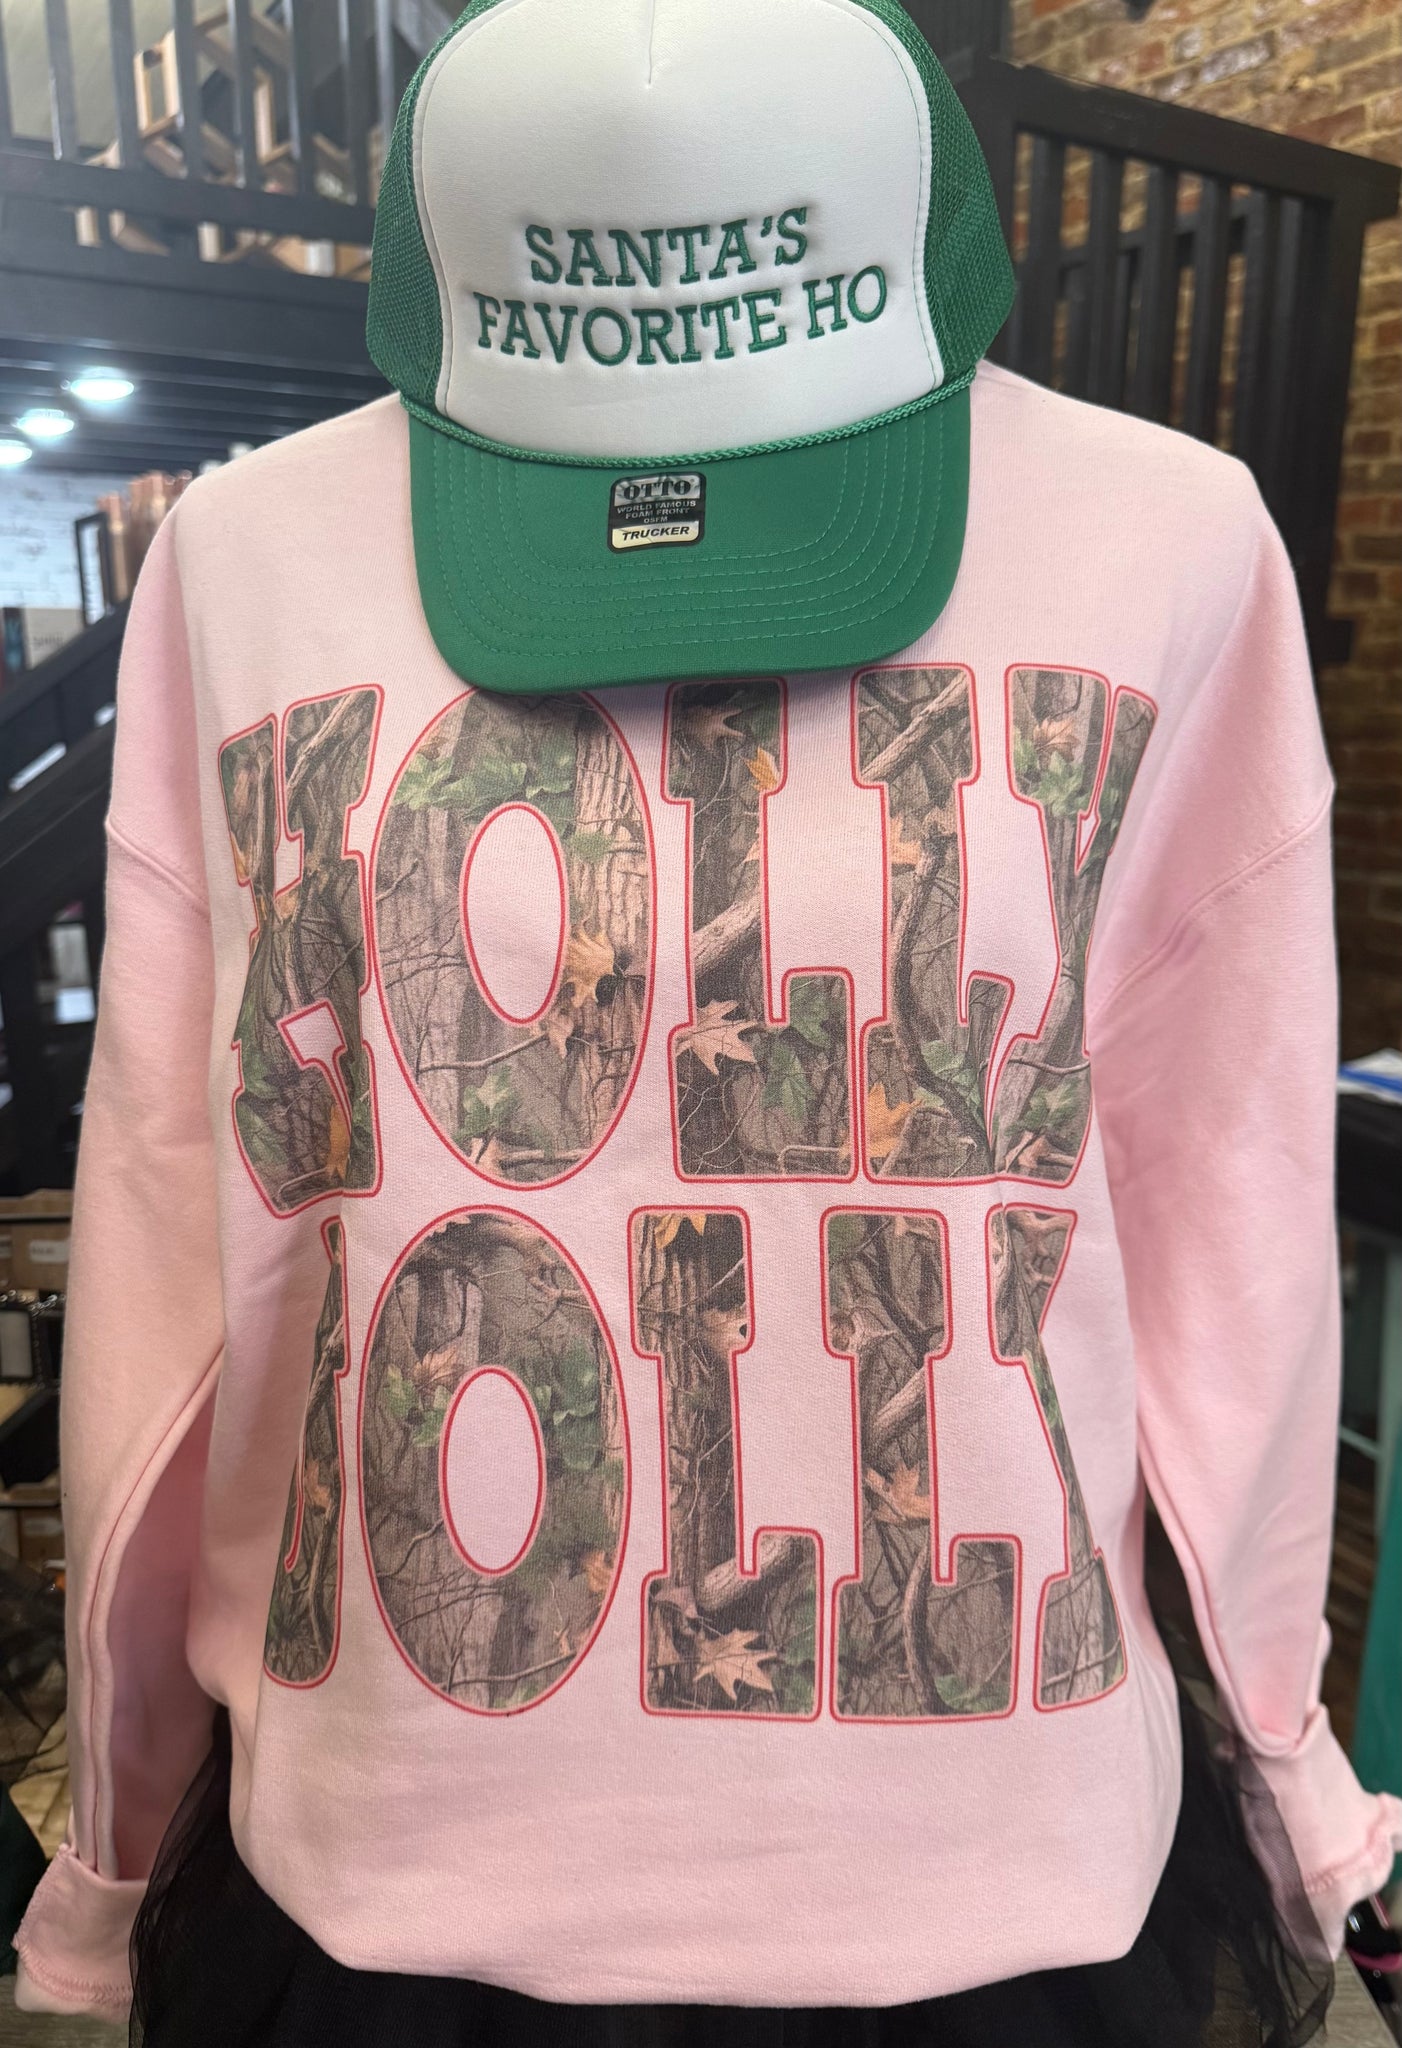 SANTA'S
FAVORITE HO
OTTO
WORLD FAMOUS
FOAM FRONT
OSFM
TRUCKER
HOLLY
JOLLY